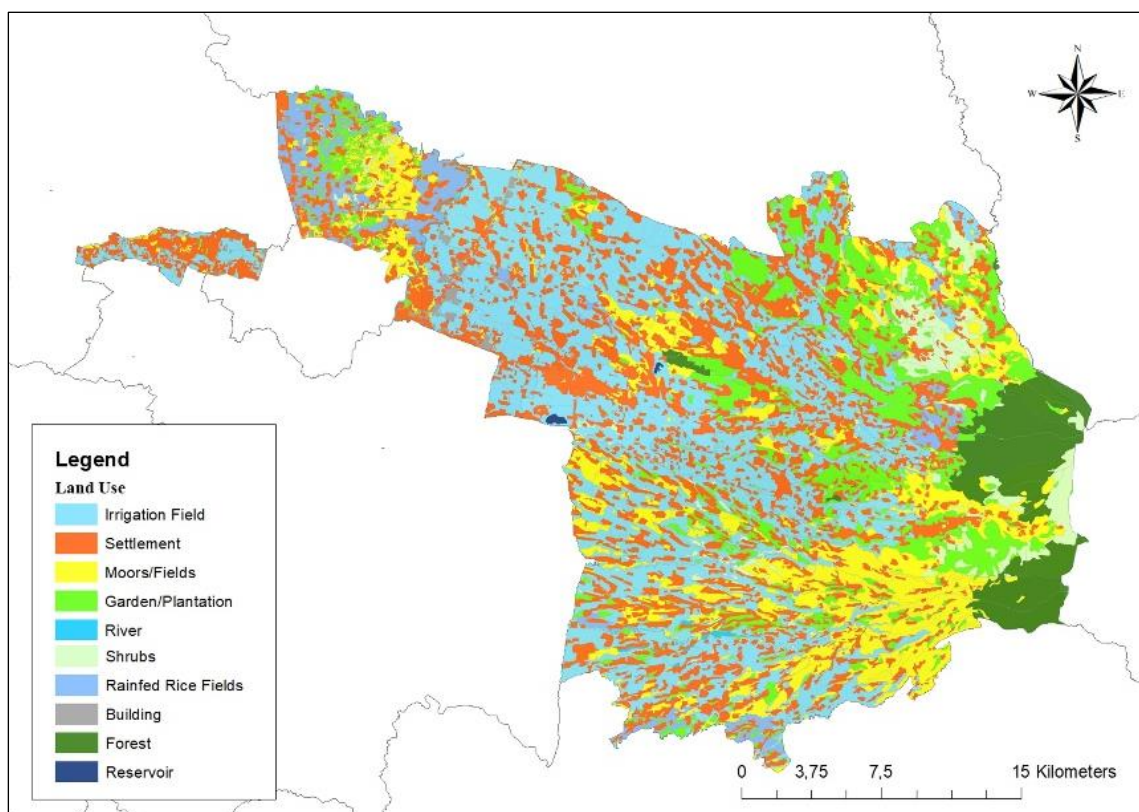 N
W E
S
Legend
Land Use
Irrigation Field
Settlement
Moors/Fields
Garden/Plantation
River
Shrubs
Rainfed Rice Fields
Building
Forest
Reservoir
0 3,75 7,5 15 Kilometers